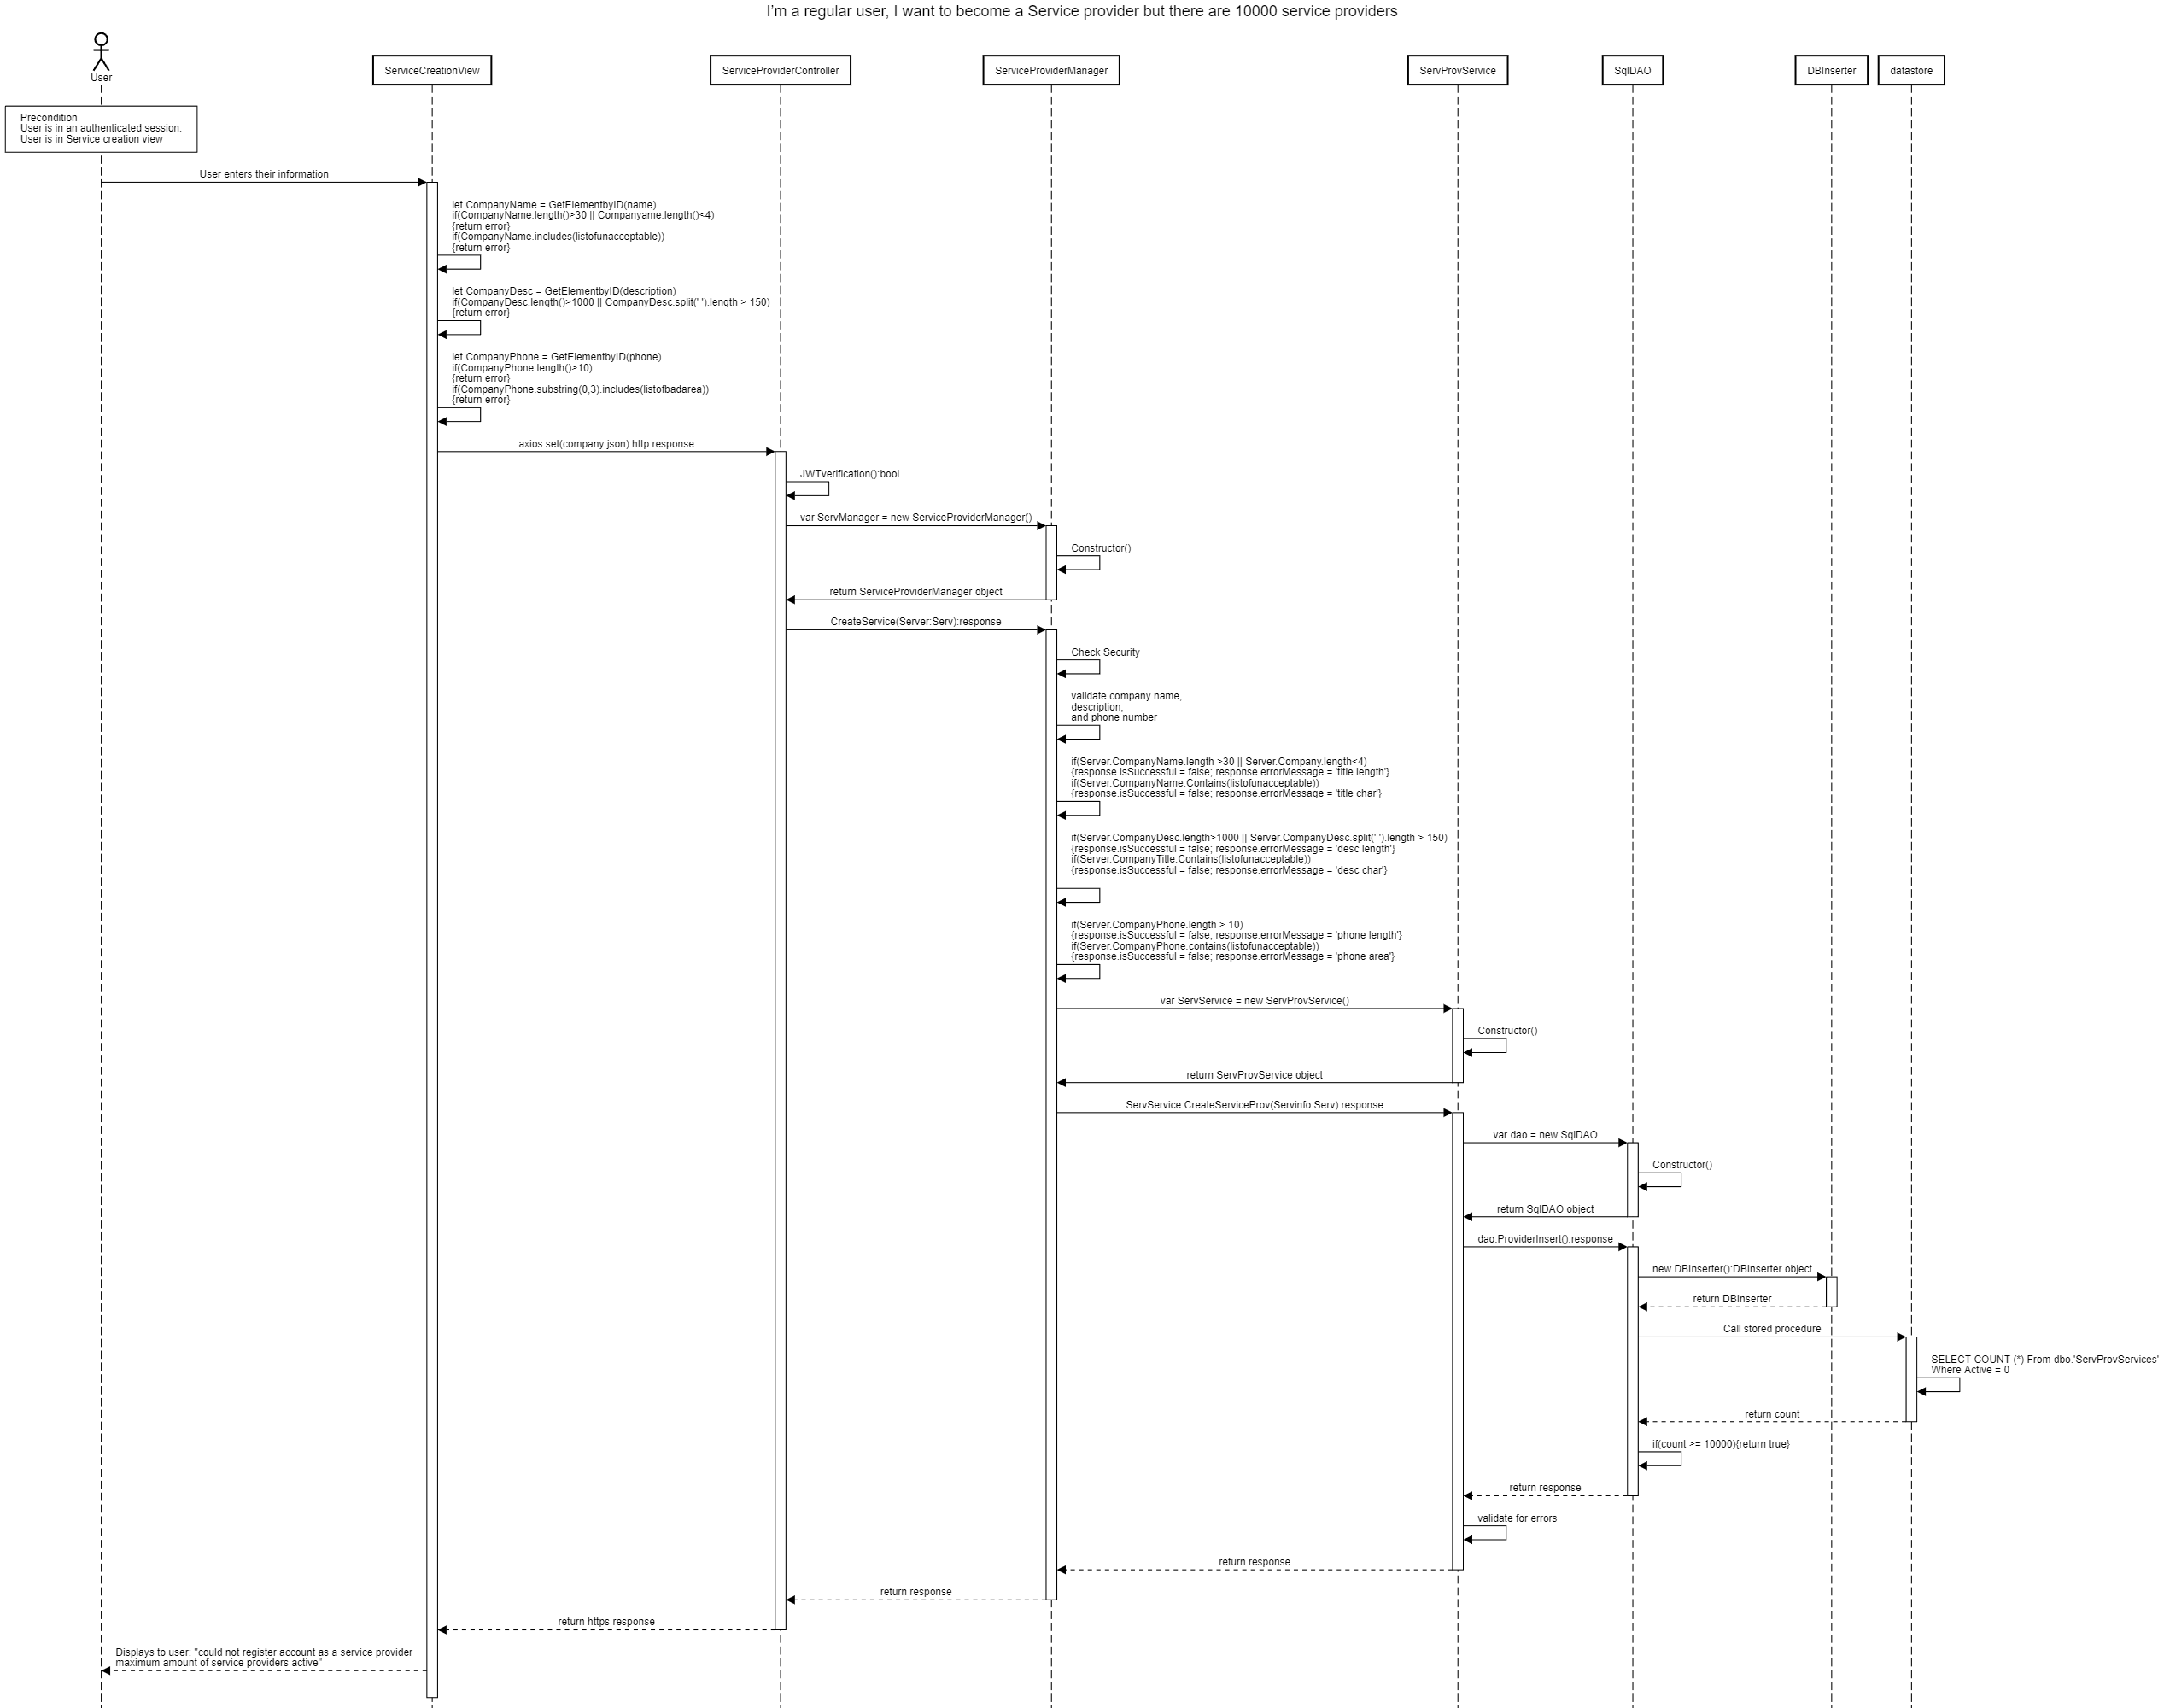 I'm a regular user, I want to become a Service provider but there are 10000 service providers
User
ServiceCreationView
ServiceProviderController
ServiceProviderManager
ServProvService
SqlDAO
DBInserter
datastore
Precondition
User is in an authenticated session.
User is in Service creation view
User enters their information
let CompanyName = GetElementbyID(name)
if(CompanyName.length()>30 || Companyame.length()<4)
{return error}
if(CompanyName.includes(listofunacceptable))
{return error}
let CompanyDesc = GetElementbyID(description)
if(CompanyDesc.length()>1000 || CompanyDesc.split(' ').length > 150)
{return error}
let CompanyPhone = GetElementbyID(phone)
if(CompanyPhone.length()>10)
{return error}
if(CompanyPhone.substring(0,3).includes(listofbadarea))
{return error}
axios.set(company:json):http response
JWTverification():bool
var ServManager = new ServiceProviderManager()
Constructor()
return ServiceProviderManager object
CreateService(Server:Serv):response
Check Security
validate company name,
description,
and phone number
if(Server.CompanyName.length >30 || Server.Company.length<4)
{response.isSuccessful = false; response.errorMessage = 'title length'}
if(Server.CompanyName.Contains(listofunacceptable))
{response.isSuccessful = false; response.errorMessage = 'title char'}
if(Server.CompanyDesc.length>1000 || Server.CompanyDesc.split(' ').length > 150)
{response.isSuccessful = false; response.errorMessage = 'desc length'}
if(Server.CompanyTitle.Contains(listofunacceptable))
{response.isSuccessful = false; response.errorMessage = 'desc char'}
if(Server.CompanyPhone.length > 10)
{response.isSuccessful = false; response.errorMessage = 'phone length'}
if(Server.CompanyPhone.contains(listofunacceptable))
{response.isSuccessful = false; response.errorMessage = 'phone area'}
var ServService = new ServProvService()
Constructor()
return ServProvService object
ServService.CreateServiceProv(Servinfo:Serv):response
var dao = new SqlDAO
Constructor()
return SqlDAO object
dao.ProviderInsert():response
new DBInserter():DBInserter object
return DBInserter
Call stored procedure
SELECT COUNT (*) From dbo.'ServProvServices'
Where Active = 0
return count
if(count >= 10000){return true}
return response
validate for errors
return response
return response
return https response
Displays to user: "could not register account as a service provider
maximum amount of service providers active"